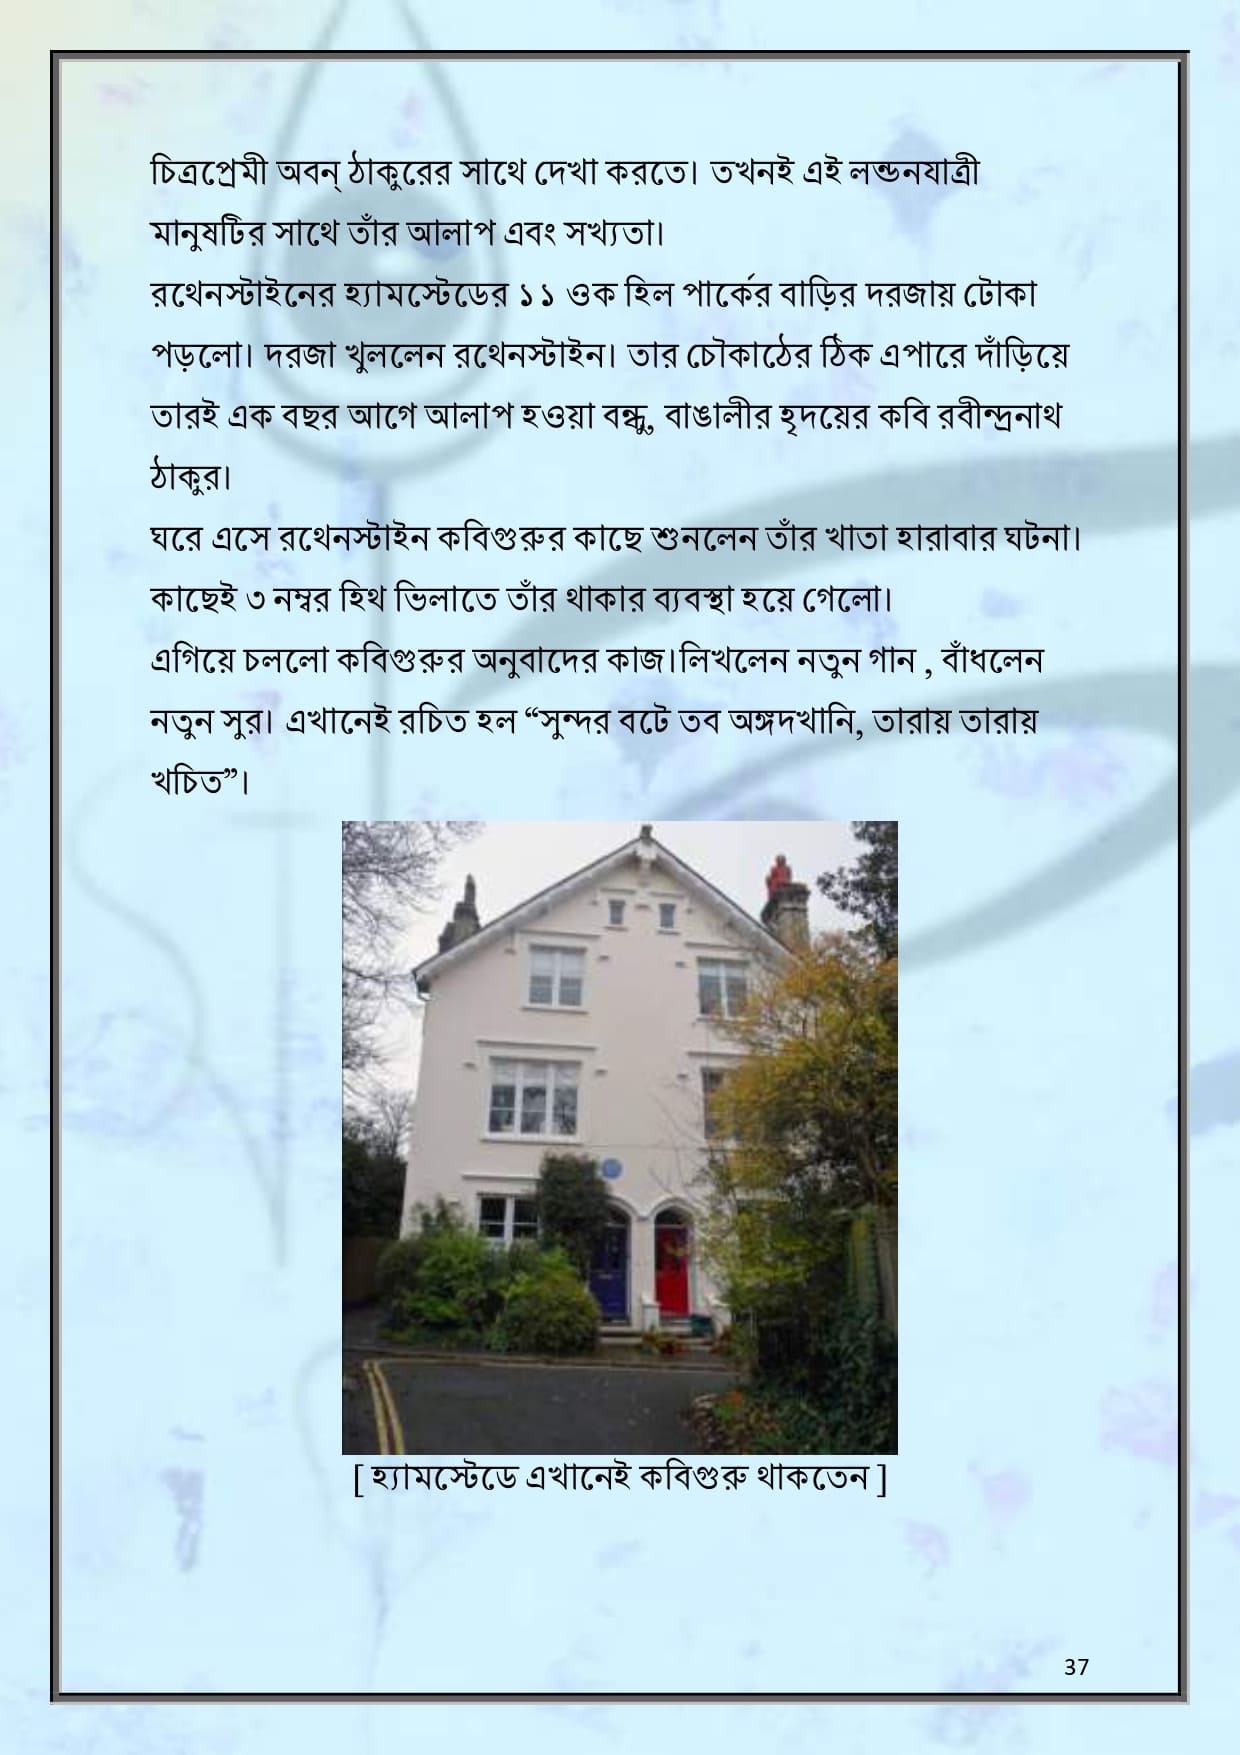 চিত্রপ্রেমী অবন্ ঠাকুরের সাথে দেখা করতে। তখনই এই লন্ডনযাত্রী
মানুষটির সাথে তাঁর আলাপ এবং সখ্যতা।
রথেনস্টাইনের হ্যামস্টেডের ১১ ওক হিল পার্কের বাড়ির দরজায় টোকা
পড়লো। দরজা খুললেন রথেনস্টাইন। তার চৌকাঠের ঠিক এপারে দাঁড়িয়ে
তারই এক বছর আগে আলাপ হওয়া বন্ধু, বাঙালীর হৃদয়ের কবি রবীন্দ্রনাথ
ঠাকুর।
ঘরে এসে রথেনস্টাইন কবিগুরুর কাছে শুনলেন তাঁর খাতা হারাবার ঘটনা।
কাছেই ৩ নম্বর হিথ ভিলাতে তাঁর থাকার ব্যবস্থা হয়ে গেলো।
এগিয়ে চললো কবিগুরুর অনুবাদের কাজ।লিখলেন নতুন গান , বাঁধলেন
নতুন সুর। এখানেই রচিত হল “সুন্দর বটে তব অঙ্গদখানি, তারায় তারায়
খচিত”।
[ হ্যামস্টেডে এখানেই কবিগুরু থাকতেন ]
37